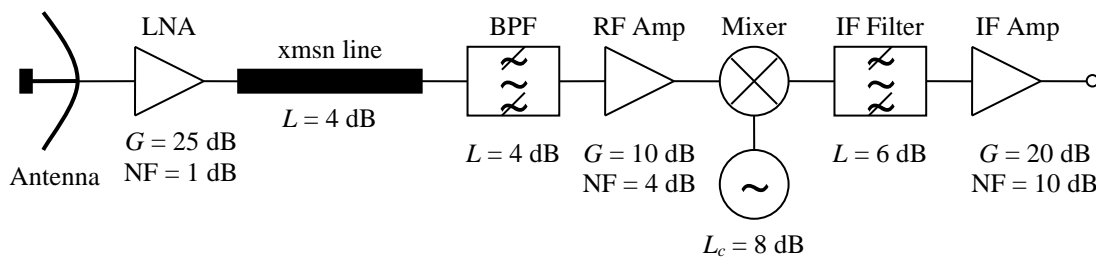 LNA
xmsn line
BPF
RF Amp
Mixer
IF Filter
IF Amp
L = 4 dB
G = 25 dB
NF = 1 dB
Antenna
L = 4 dB
G = 10 dB
NF = 4 dB
~
L = 6 dB
G = 20 dB
NF = 10 dB
L_c = 8 dB